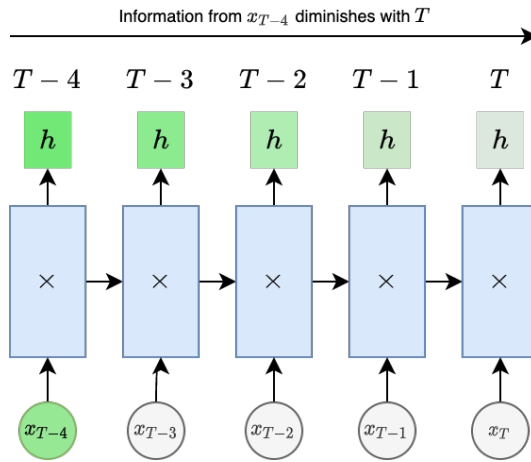 Information from x_{T-4} diminishes with T
T − 4 T − 3 T − 2 T − 1 T
h h h h h
× × × × ×
x_{T-4} x_{T-3} x_{T-2} x_{T-1} x_T